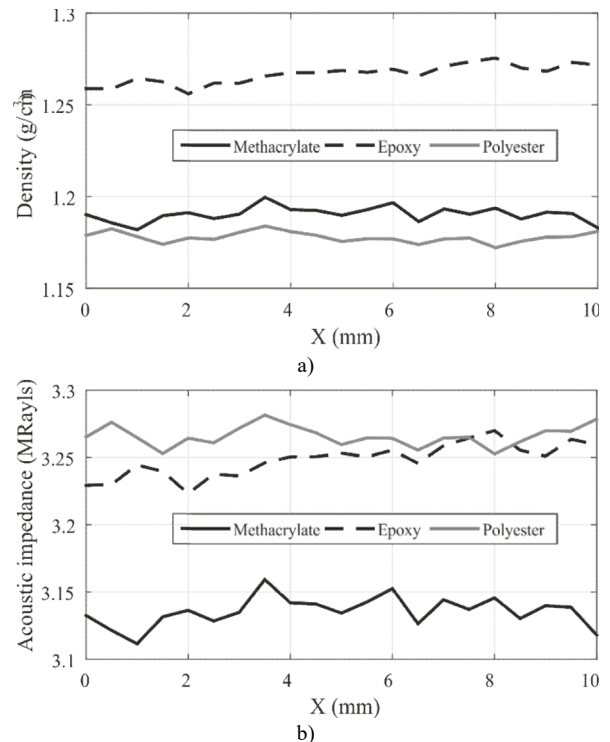 1.3
1.25
1.2
1.15
Density (g/cm³)
Methacrylate Epoxy Polyester
0 2 4 6 8 10
X (mm)
a)
3.3
3.25
3.2
3.15
3.1
Acoustic impedance (MRayls)
Methacrylate Epoxy Polyester
0 2 4 6 8 10
X (mm)
b)